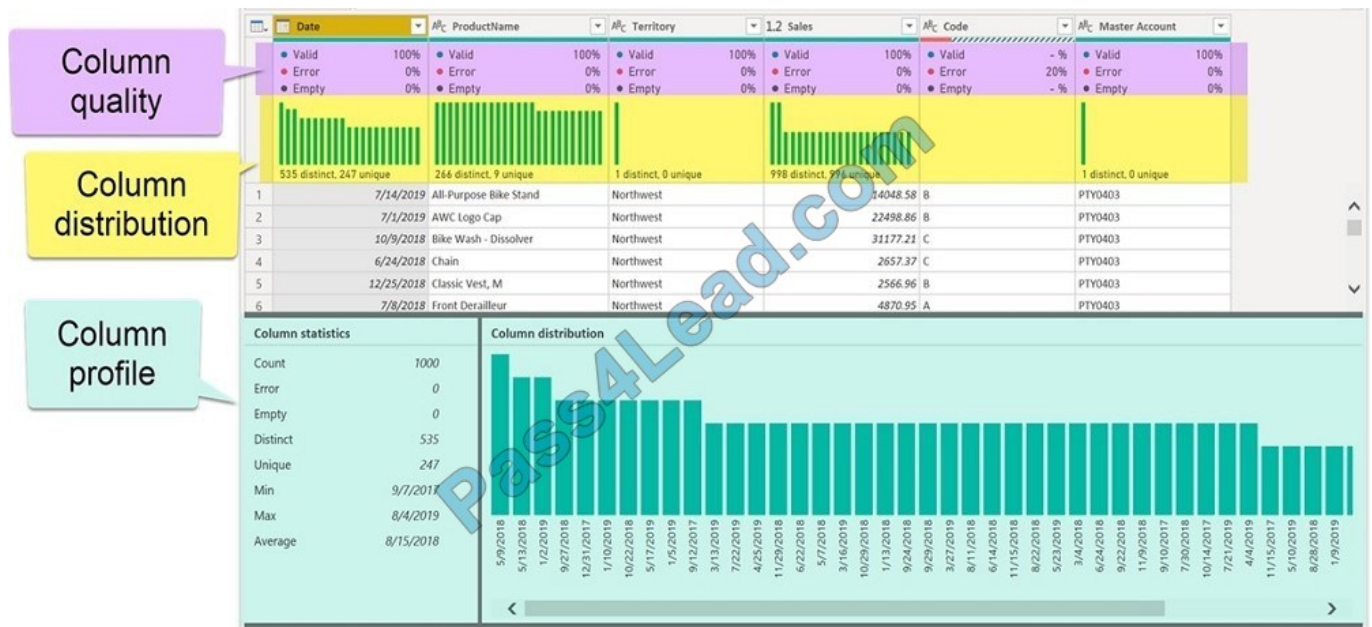 Column
quality
Column
distribution
Column
profile
Date ABC ProductName ABC Territory 1.2 Sales ABC Code ABC Master Account
Valid 100% Valid 100% Valid 100% Valid 100% Valid - % Valid 100%
Error 0% Error 0% Error 0% Error 0% Error 20% Error 0%
Empty 0% Empty 0% Empty 0% Empty 0% Empty - % Empty 0%
535 distinct, 247 unique 266 distinct, 9 unique 1 distinct, 0 unique 998 distinct, 996 unique 1 distinct, 0 unique
1 7/14/2019 All-Purpose Bike Stand Northwest 14048.58 B PTY0403
2 7/1/2019 AWC Logo Cap Northwest 22498.86 B PTY0403
3 10/9/2018 Bike Wash - Dissolver Northwest 31177.21 C PTY0403
4 6/24/2018 Chain Northwest 2657.37 C PTY0403
5 12/25/2018 Classic Vest, M Northwest 2566.96 B PTY0403
6 7/8/2018 Front Derailleur Northwest 4870.95 A PTY0403
Column statistics
Count 1000
Error 0
Empty 0
Distinct 535
Unique 247
Min 9/7/2017
Max 8/4/2019
Average 8/15/2018
Column distribution
5/9/2018
5/13/2018
1/2/2019
9/27/2018
12/31/2017
1/10/2019
10/22/2018
5/17/2019
1/5/2019
9/12/2017
3/13/2019
7/22/2019
4/25/2019
11/29/2018
6/22/2018
5/7/2018
3/16/2019
10/29/2018
1/13/2019
9/24/2018
9/29/2018
3/27/2019
8/11/2018
6/14/2018
11/15/2018
8/22/2018
5/23/2019
3/4/2018
6/24/2018
9/22/2018
11/9/2018
9/10/2017
7/30/2018
10/14/2017
7/21/2019
4/4/2019
11/15/2017
5/10/2019
8/28/2018
1/9/2019
Pass4Lead.com